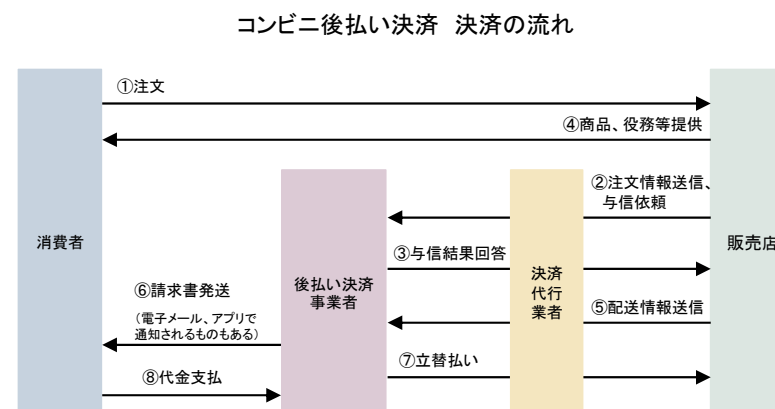 コンビニ後払い決済 決済の流れ
①注文
④商品、役務等提供
②注文情報送信、
与信依頼
消費者
販売店
③与信結果回答
後払い決済
事業者
決済
代行
業者
⑥請求書発送
（電子メール、アプリで
通知されるものもある）
⑤配送情報送信
⑦立替払い
⑧代金支払